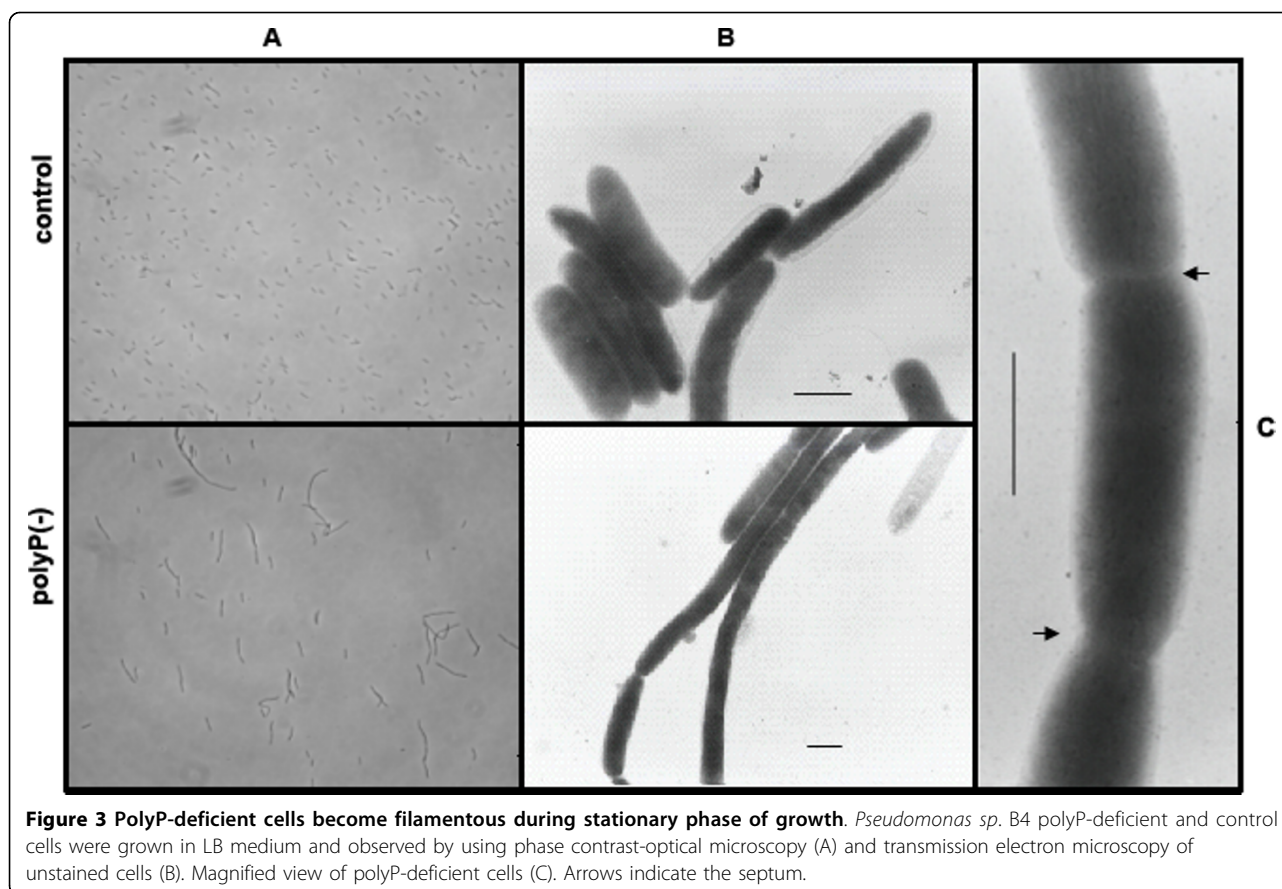 A
B
control
polyP(-)
C
Figure 3 PolyP-deficient cells become filamentous during stationary phase of growth. Pseudomonas sp. B4 polyP-deficient and control
cells were grown in LB medium and observed by using phase contrast-optical microscopy (A) and transmission electron microscopy of
unstained cells (B). Magnified view of polyP-deficient cells (C). Arrows indicate the septum.